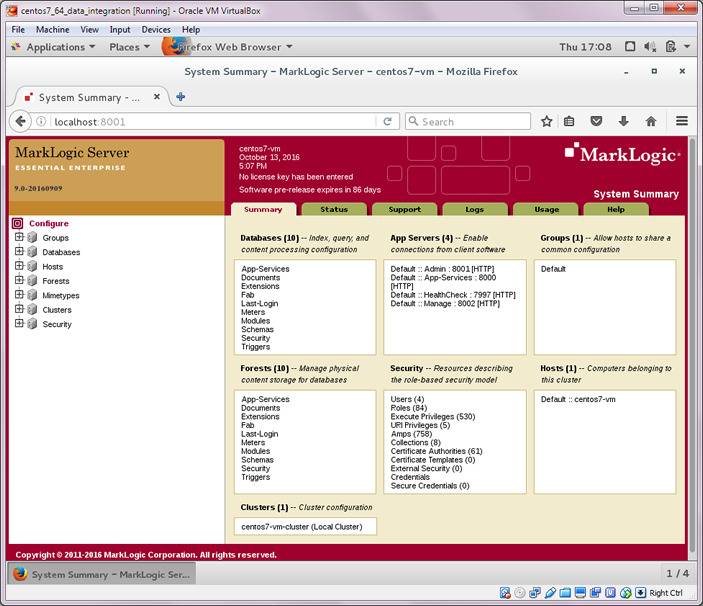 centos7_64_data_integration [Running] - Oracle VM VirtualBox
File Machine View Input Devices Help
Applications Places Firefox Web Browser Thu 17:08
System Summary - MarkLogic Server - centos7-vm - Mozilla Firefox
System Summary - ...
localhost:8001 Search
MarkLogic Server
ESSENTIAL ENTERPRISE
9.0-20160909
centos7-vm
October 13, 2016
5:07 PM
No license key has been entered
Software pre-release expires in 86 days
MarkLogic
System Summary
Summary Status Support Logs Usage Help
Configure
Groups
Databases
Hosts
Forests
Mimetypes
Clusters
Security
Databases (10) -- Index, query, and
content processing configuration
App-Services
Documents
Extensions
Fab
Last-Login
Meters
Modules
Schemas
Security
Triggers
App Servers (4) -- Enable
connections from client software
Default :: Admin : 8001 [HTTP]
Default :: App-Services : 8000
[HTTP]
Default :: HealthCheck : 7997 [HTTP]
Default :: Manage : 8002 [HTTP]
Groups (1) -- Allow hosts to share a
common configuration
Default
Forests (10) -- Manage physical
content storage for databases
App-Services
Documents
Extensions
Fab
Last-Login
Meters
Modules
Schemas
Security
Triggers
Security -- Resources describing
the role-based security model
Users (4)
Roles (84)
Execute Privileges (530)
URI Privileges (5)
Amps (758)
Collections (8)
Certificate Authorities (61)
Certificate Templates (0)
External Security (0)
Credentials
Secure Credentials (0)
Hosts (1) -- Computers belonging to
this cluster
Default :: centos7-vm
Clusters (1) -- Cluster configuration
centos7-vm-cluster (Local Cluster)
Copyright © 2011-2016 MarkLogic Corporation. All rights reserved.
System Summary - MarkLogic Ser... 1 / 4
Right Ctrl